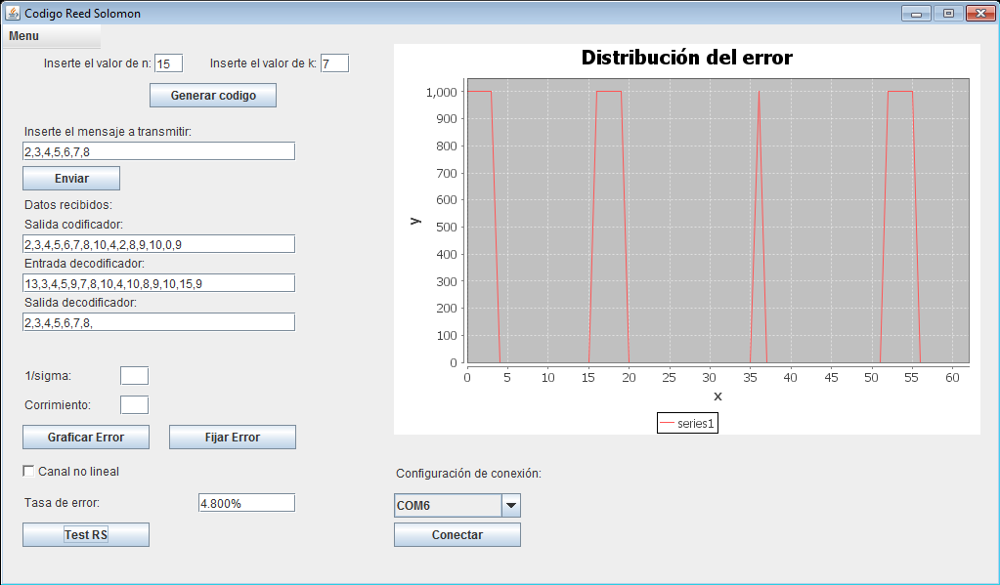 Codigo Reed Solomon
Menu
Inserte el valor de n: 15 Inserte el valor de k: 7
Generar codigo
Inserte el mensaje a transmitir:
2,3,4,5,6,7,8
Enviar
Datos recibidos:
Salida codificador:
2,3,4,5,6,7,8,10,4,2,8,9,10,0,9
Entrada decodificador:
13,3,4,5,9,7,8,10,4,10,8,9,10,15,9
Salida decodificador:
2,3,4,5,6,7,8,
1/sigma:
Corrimiento:
Graficar Error Fijar Error
Canal no lineal
Tasa de error: 4.800%
Test RS
Distribución del error
1,000
900
800
700
600
500
400
300
200
100
0
y
0 5 10 15 20 25 30 35 40 45 50 55 60
x
series1
Configuración de conexión:
COM6
Conectar